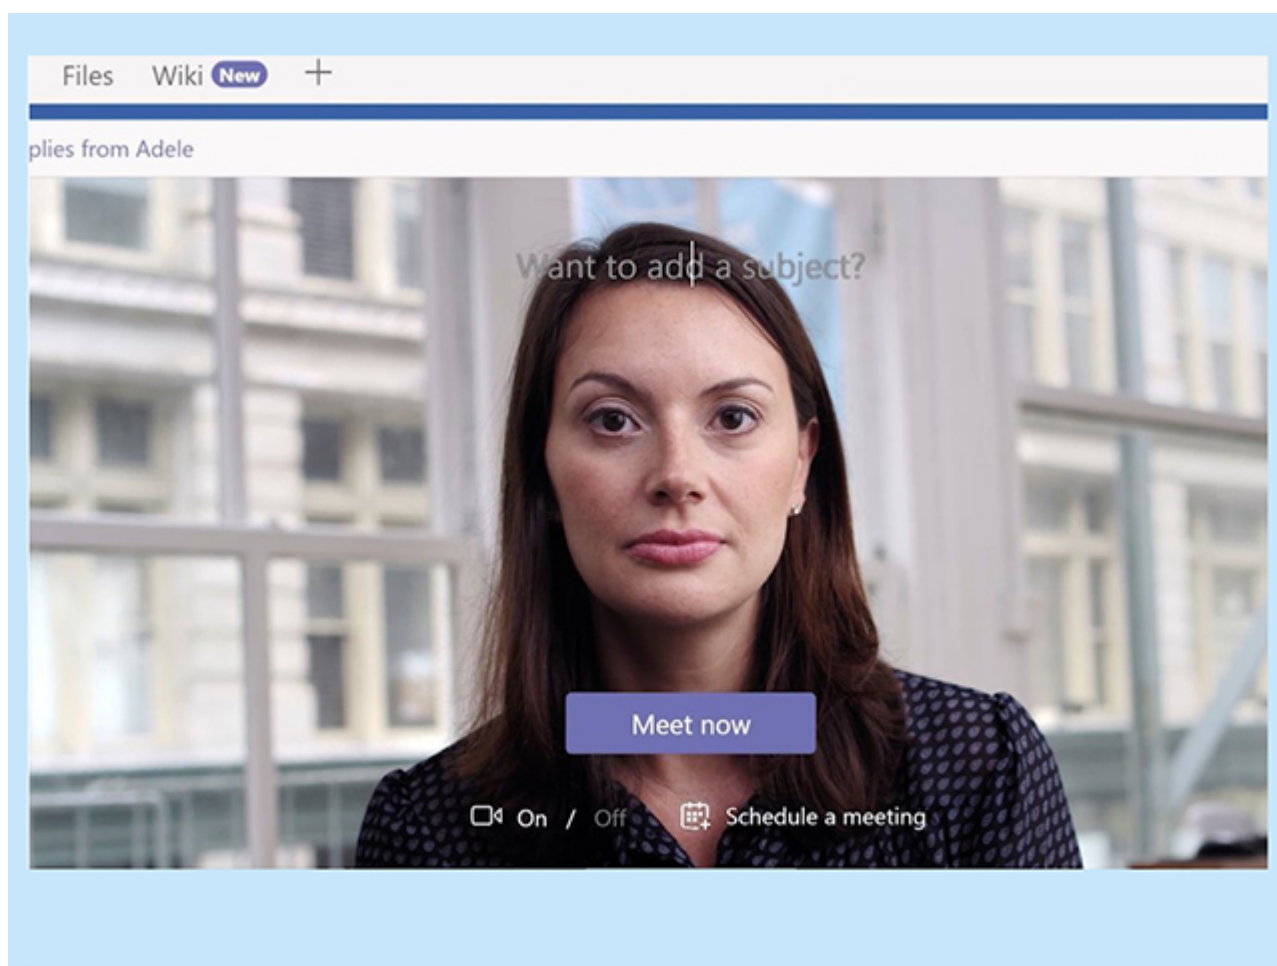 Files Wiki New +
plies from Adele
Want to add a subject?
Meet now
On / Off Schedule a meeting